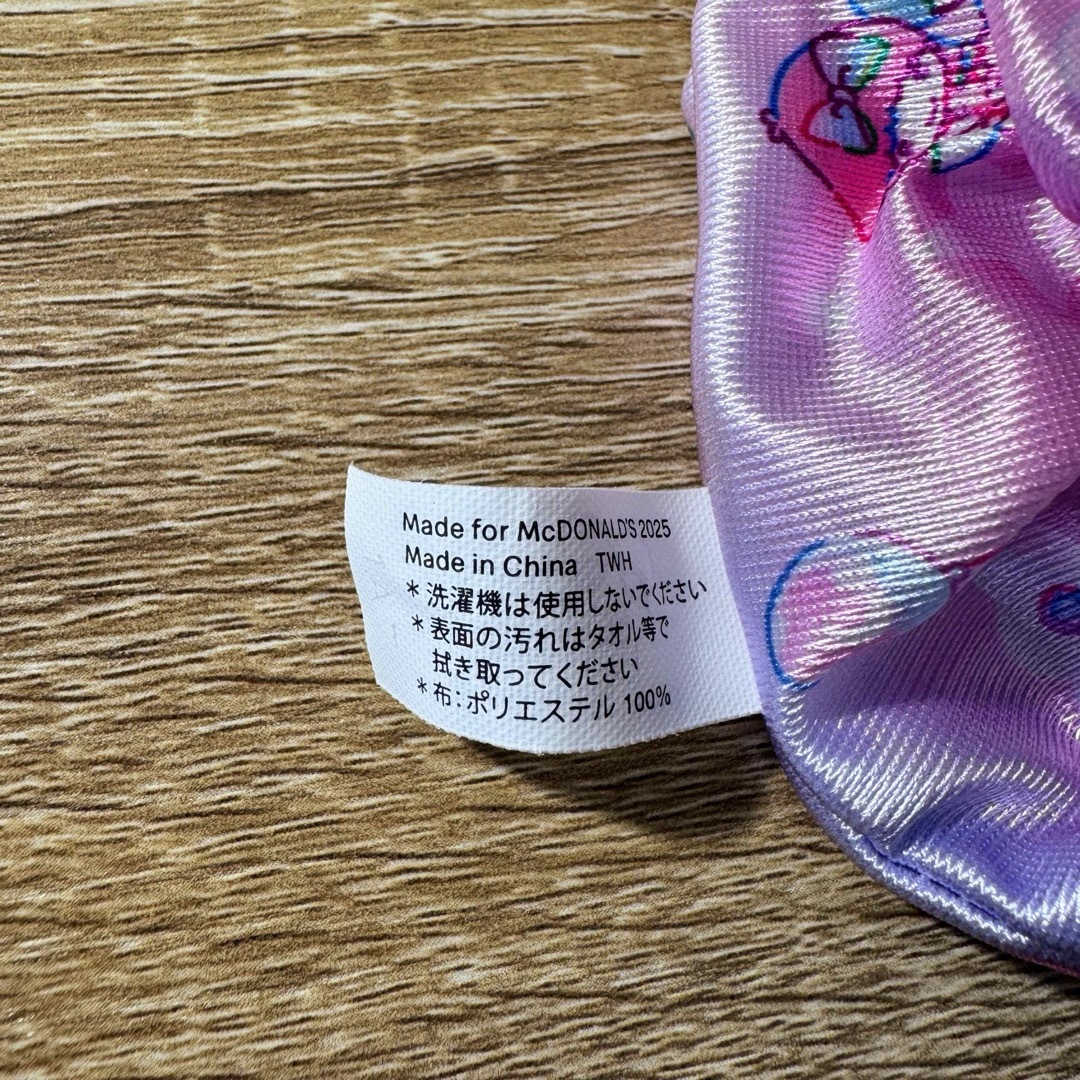 Made for McDONALD'S 2025
Made in China TWH
＊洗濯機は使用しないでください
＊表面の汚れはタオル等で
拭き取ってください
＊布：ポリエステル 100%